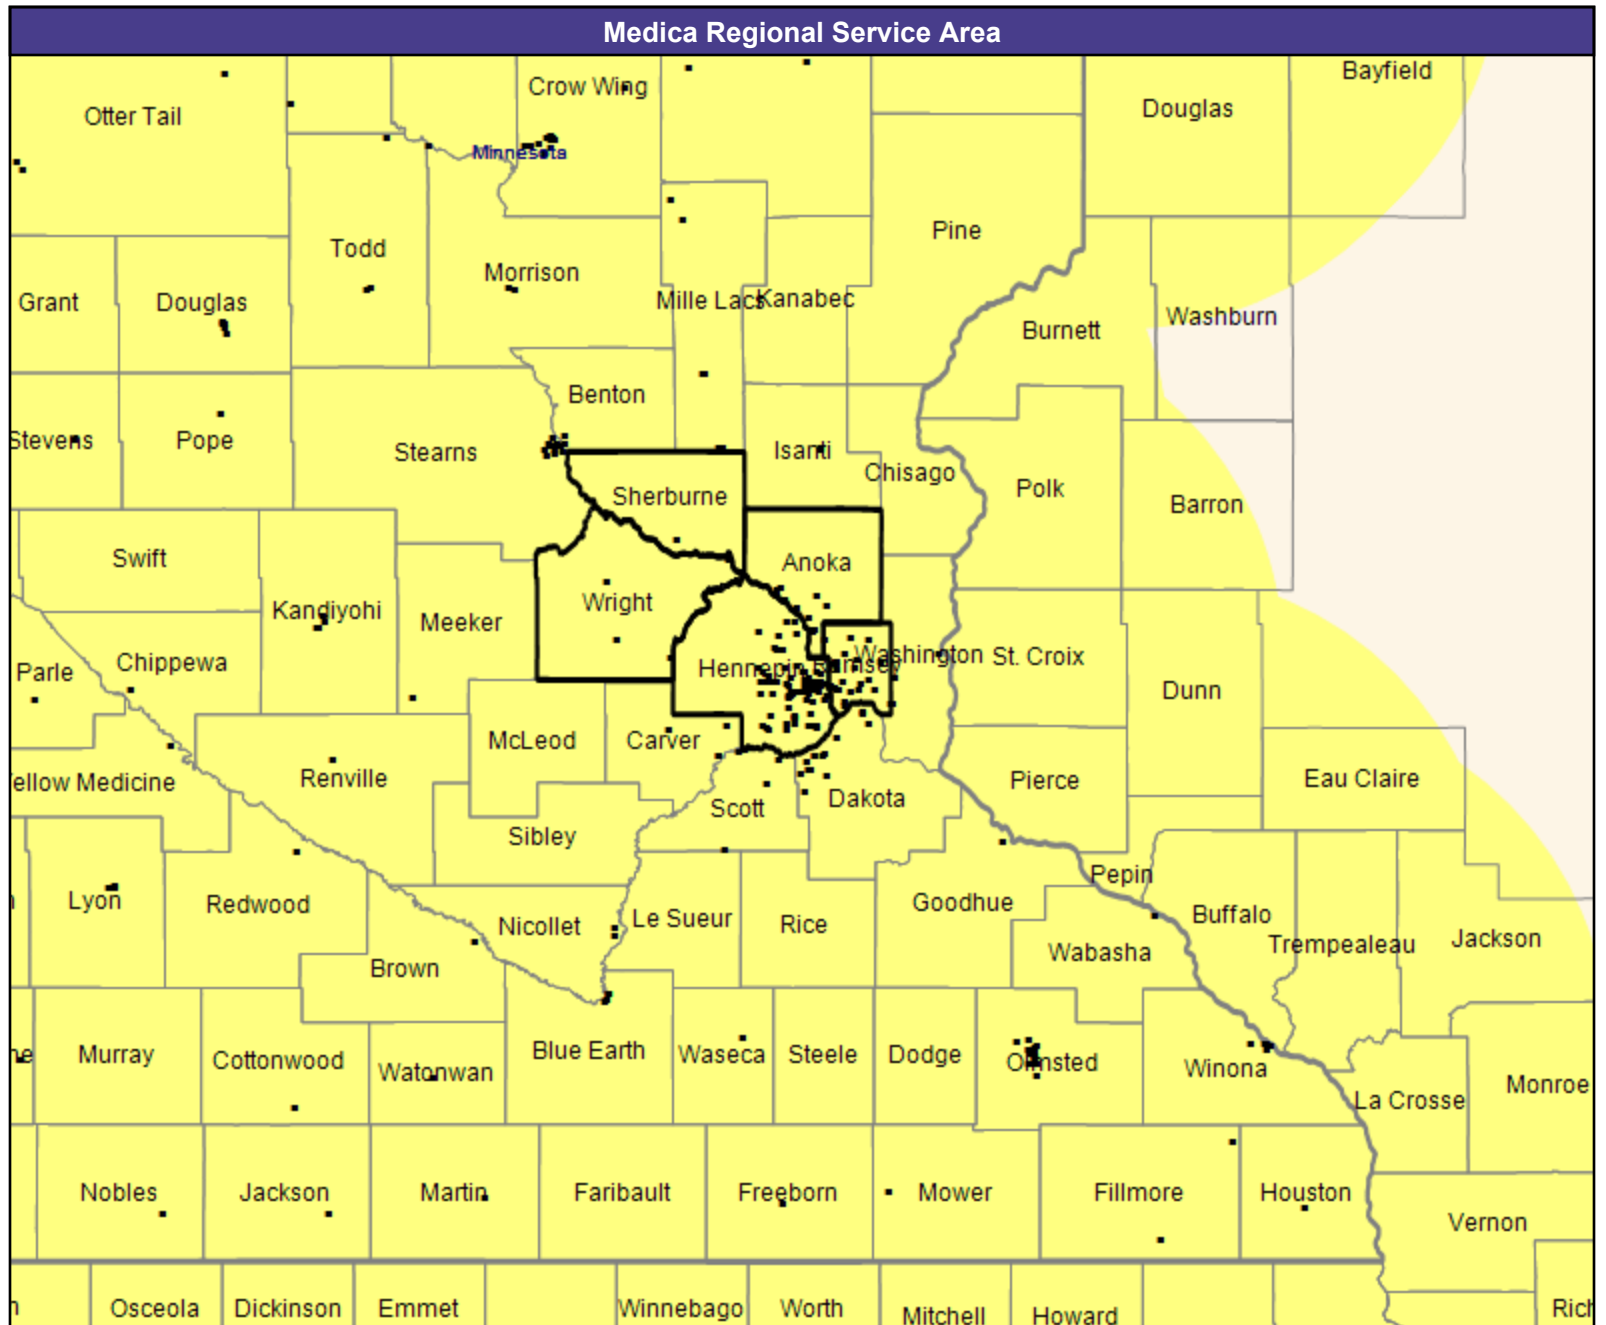 Medica Regional Service Area
Bayfield
Crow Wing
Douglas
Otter Tail
Minnesota
Pine
Todd
Morrison
Mille Lacs
Kanabec
Grant
Douglas
Washburn
Burnett
Benton
Stevens
Pope
Stearns
Isanti
Chisago
Polk
Sherburne
Barron
Swift
Anoka
Wright
Kandiyohi
Meeker
Washington
St. Croix
Chippewa
Parle
Hennepin
Ramsey
Dunn
McLeod
Carver
Renville
ellow Medicine
Pierce
Eau Claire
Scott
Dakota
Sibley
Pepin
Lyon
Redwood
Goodhue
Nicollet
Le Sueur
Rice
Buffalo
Trempealeau
Jackson
Wabasha
Brown
Murray
Cottonwood
Watonwan
Blue Earth
Waseca
Steele
Dodge
Olmsted
Winona
Monroe
La Crosse
Nobles
Jackson
Martin
Faribault
Freeborn
Mower
Fillmore
Houston
Vernon
Osceola
Dickinson
Emmet
Winnebago
Worth
Mitchell
Howard
Rich